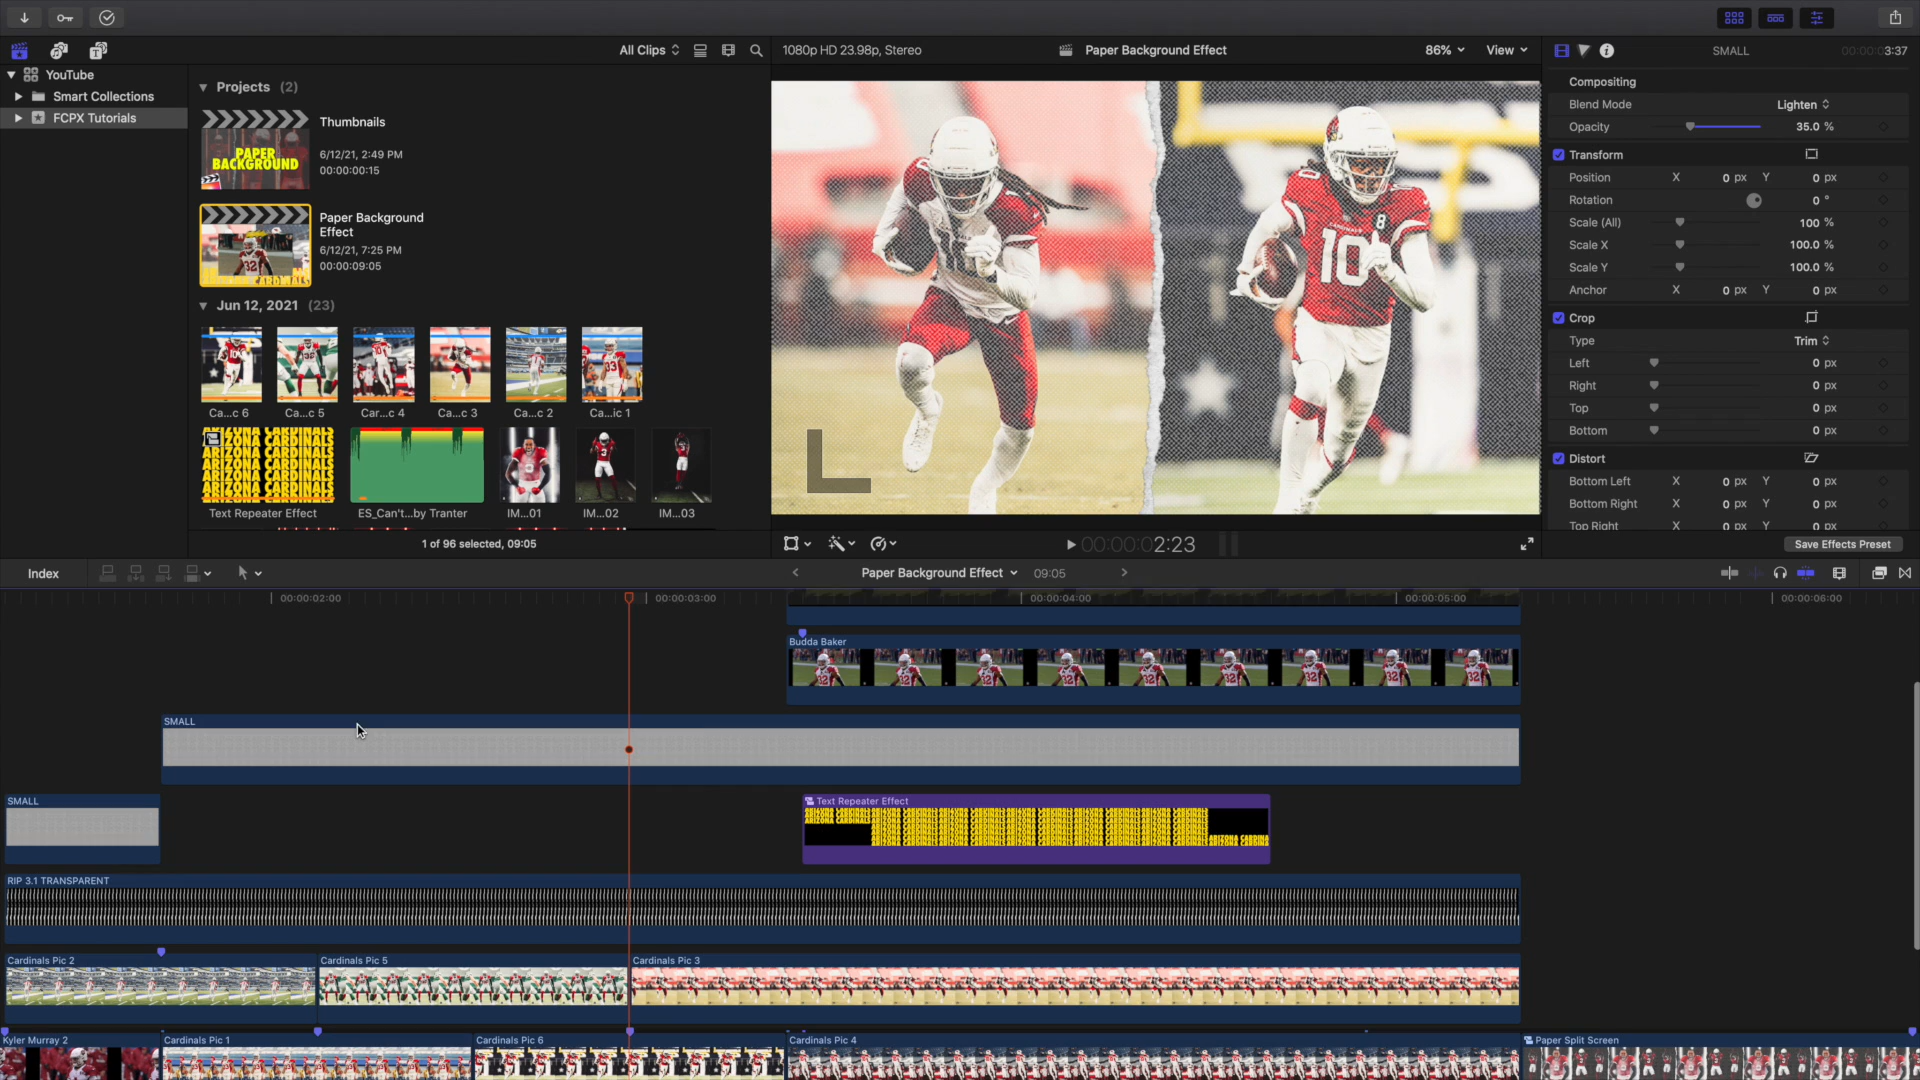 All Clips
1080p HD 23.98p, Stereo
Paper Background Effect
86%
View
SMALL
00:00:03:37
YouTube
Smart Collections
FCPX Tutorials
Projects (2)
Thumbnails
6/12/21, 2:49 PM
00:00:00:15
PAPER
BACKGROUND
Paper Background
Effect
6/12/21, 7:25 PM
00:00:09:05
Jun 12, 2021 (23)
Ca...c 6
Ca...c 5
Car...c 4
Ca...c 3
Ca...c 2
Ca...ic 1
ARIZONA CARDINALS
ARIZONA CARDINALS
ARIZONA CARDINALS
ARIZONA CARDINALS
Text Repeater Effect
ES_Can't...by Tranter
IM...01
IM...02
IM...03
1 of 96 selected, 09:05
CARDINALS
10
8
Compositing
Blend Mode
Lighten
Opacity
35.0 %
Transform
Position X 0 px Y 0 px
Rotation 0 °
Scale (All) 100 %
Scale X 100.0 %
Scale Y 100.0 %
Anchor X 0 px Y 0 px
Crop
Type Trim
Left 0 px
Right 0 px
Top 0 px
Bottom 0 px
Distort
Bottom Left X 0 px Y 0 px
Bottom Right X 0 px Y 0 px
Top Right X 0 px Y 0 px
Save Effects Preset
00:00:02:23
Index
Paper Background Effect
09:05
00:00:02:00
00:00:03:00
00:00:04:00
00:00:05:00
00:00:06:00
Budda Baker
SMALL
SMALL
Text Repeater Effect
RIP 3.1 TRANSPARENT
Cardinals Pic 2
Cardinals Pic 5
Cardinals Pic 3
Kyler Murray 2
Cardinals Pic 1
Cardinals Pic 6
Cardinals Pic 4
Paper Split Screen